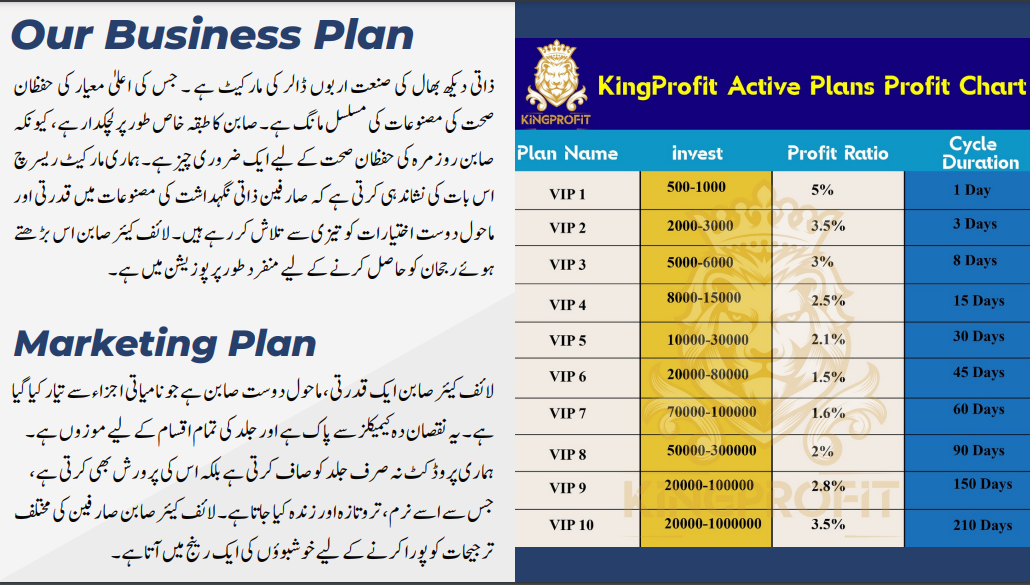 Our Business Plan
ذاتی دیکھ بھال کی صنعت اربوں ڈالر کی مارکیٹ ہے۔ جس کی اعلیٰ معیار کی حفظان
صحت کی مصنوعات کی مسلسل مانگ ہے۔ صابن کا طبقہ خاص طور پر لچکدار ہے، کیونکہ
صابن روزمرہ کی حفظان صحت کے لیے ایک ضروری چیز ہے۔ ہماری مارکیٹ ریسرچ
اس بات کی نشاندہی کرتی ہے کہ صارفین ذاتی نگہداشت کی مصنوعات میں قدرتی اور
ماحول دوست اختیارات کو تیزی سے تلاش کر رہے ہیں۔ لائف کیئر صابن اس بڑھتے
ہوئے رجحان کو حاصل کرنے کے لیے منفرد طور پر پوزیشن میں ہے۔
Marketing Plan
لائف کیئر صابن ایک قدرتی، ماحول دوست صابن ہے جو نامیاتی اجزاء سے تیار کیا گیا
ہے۔ یہ نقصان دہ کیمیکلز سے پاک ہے اور جلد کی تمام اقسام کے لیے موزوں ہے۔
ہماری پروڈکٹ نہ صرف جلد کو صاف کرتی ہے بلکہ اس کی پرورش بھی کرتی ہے،
جس سے اسے نرم، تروتازہ اور زندہ کیا جاتا ہے۔ لائف کیئر صابن صارفین کی مختلف
ترجیحات کو پورا کرنے کے لیے خوشبوؤں کی ایک رینج میں آتا ہے۔
KINGPROFIT
KingProfit Active Plans Profit Chart
Plan Name invest Profit Ratio Cycle Duration
VIP 1 500-1000 5% 1 Day
VIP 2 2000-3000 3.5% 3 Days
VIP 3 5000-6000 3% 8 Days
VIP 4 8000-15000 2.5% 15 Days
VIP 5 10000-30000 2.1% 30 Days
VIP 6 20000-80000 1.5% 45 Days
VIP 7 70000-100000 1.6% 60 Days
VIP 8 50000-300000 2% 90 Days
VIP 9 20000-100000 2.8% 150 Days
VIP 10 20000-1000000 3.5% 210 Days
KINGPROFIT